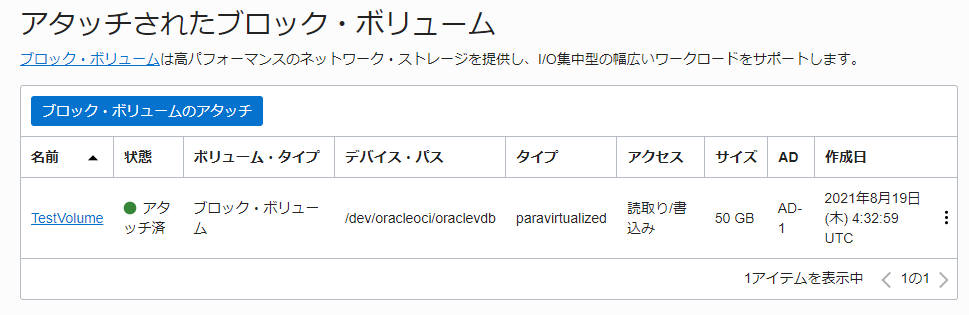 アタッチされたブロック・ボリューム
ブロック・ボリュームは高パフォーマンスのネットワーク・ストレージを提供し、I/O集中型の幅広いワークロードをサポートします。
ブロック・ボリュームのアタッチ
名前 状態 ボリューム・タイプ デバイス・パス タイプ アクセス サイズ AD 作成日
TestVolume
アタ
ッチ済
ブロック・ボリュー
ム
/dev/oracleoci/oraclevdb
paravirtualized
読取り/書
込み
50 GB
AD-
1
2021年8月19日
(木) 4:32:59
UTC
1アイテムを表示中 1の1